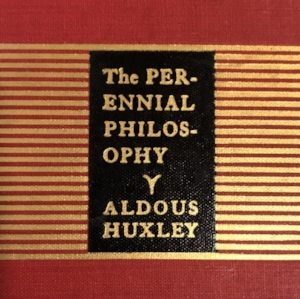 The PER-
ENNIAL
PHILOS-
OPHY
ALDOUS
HUXLEY